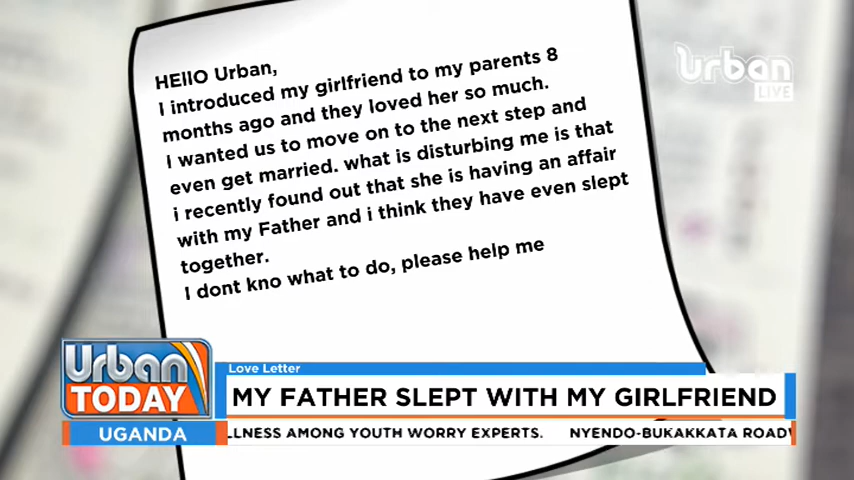 HEllO Urban,
I introduced my girlfriend to my parents 8
months ago and they loved her so much.
I wanted us to move on to the next step and
even get married. what is disturbing me is that
i recently found out that she is having an affair
with my Father and i think they have even slept
together.
I dont kno what to do, please help me
Urban
LIVE
Love Letter
Urban
TODAY
MY FATHER SLEPT WITH MY GIRLFRIEND
UGANDA
LLNESS AMONG YOUTH WORRY EXPERTS. NYENDO-BUKAKKATA ROAD